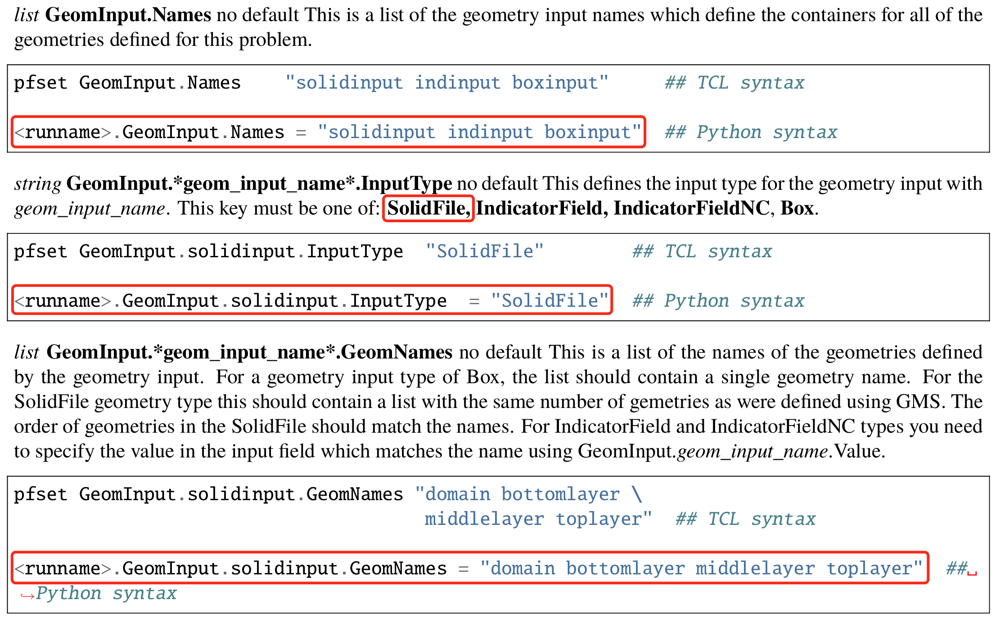 list GeomInput.Names no default This is a list of the geometry input names which define the containers for all of the
geometries defined for this problem.
pfset GeomInput.Names "solidinput indinput boxinput" ## TCL syntax
<runname>.GeomInput.Names = "solidinput indinput boxinput" ## Python syntax
string GeomInput.*geom_input_name*.InputType no default This defines the input type for the geometry input with
geom_input_name. This key must be one of: SolidFile, IndicatorField, IndicatorFieldNC, Box.
pfset GeomInput.solidinput.InputType "SolidFile" ## TCL syntax
<runname>.GeomInput.solidinput.InputType = "SolidFile" ## Python syntax
list GeomInput.*geom_input_name*.GeomNames no default This is a list of the names of the geometries defined
by the geometry input. For a geometry input type of Box, the list should contain a single geometry name. For the
SolidFile geometry type this should contain a list with the same number of gemetries as were defined using GMS. The
order of geometries in the SolidFile should match the names. For IndicatorField and IndicatorFieldNC types you need
to specify the value in the input field which matches the name using GeomInput.geom_input_name.Value.
pfset GeomInput.solidinput.GeomNames "domain bottomlayer \
middlelayer toplayer" ## TCL syntax
<runname>.GeomInput.solidinput.GeomNames = "domain bottomlayer middlelayer toplayer" ##␣
↪Python syntax